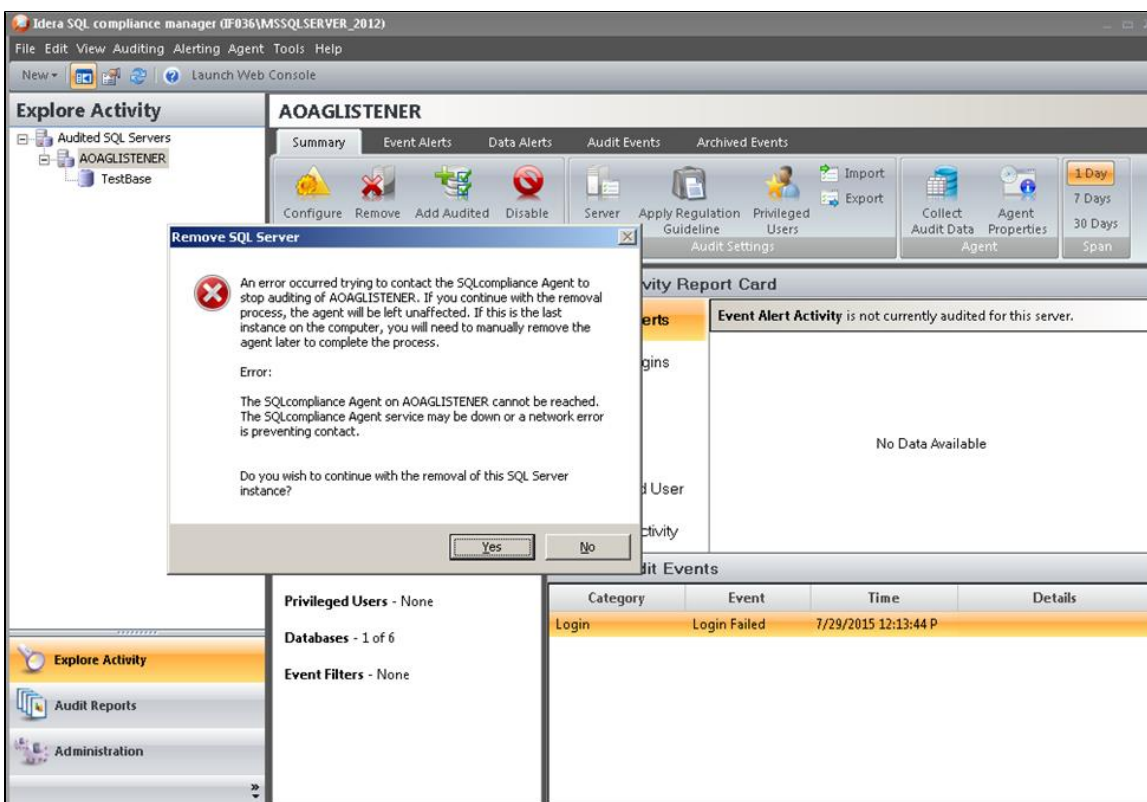 Idera SQL compliance manager (IF036\MSSQLSERVER_2012)
File Edit View Auditing Alerting Agent Tools Help
New Launch Web Console
Explore Activity
Audited SQL Servers
AOAGLISTENER
TestBase
AOAGLISTENER
Summary Event Alerts Data Alerts Audit Events Archived Events
Configure Remove Add Audited Disable
Server Apply Regulation Guideline Privileged Users Import Export
Audit Settings
Collect Audit Data Agent Properties
Agent
1 Day
7 Days
30 Days
Span
Remove SQL Server
An error occurred trying to contact the SQLcompliance Agent to
stop auditing of AOAGLISTENER. If you continue with the removal
process, the agent will be left unaffected. If this is the last
instance on the computer, you will need to manually remove the
agent later to complete the process.
Error:
The SQLcompliance Agent on AOAGLISTENER cannot be reached.
The SQLcompliance Agent service may be down or a network error
is preventing contact.
Do you wish to continue with the removal of this SQL Server
instance?
Yes No
vity Report Card
erts
gins
d User
ctivity
Event Alert Activity is not currently audited for this server.
No Data Available
Privileged Users - None
Databases - 1 of 6
Event Filters - None
dit Events
Category Event Time Details
Login Login Failed 7/29/2015 12:13:44 P
Explore Activity
Audit Reports
Administration